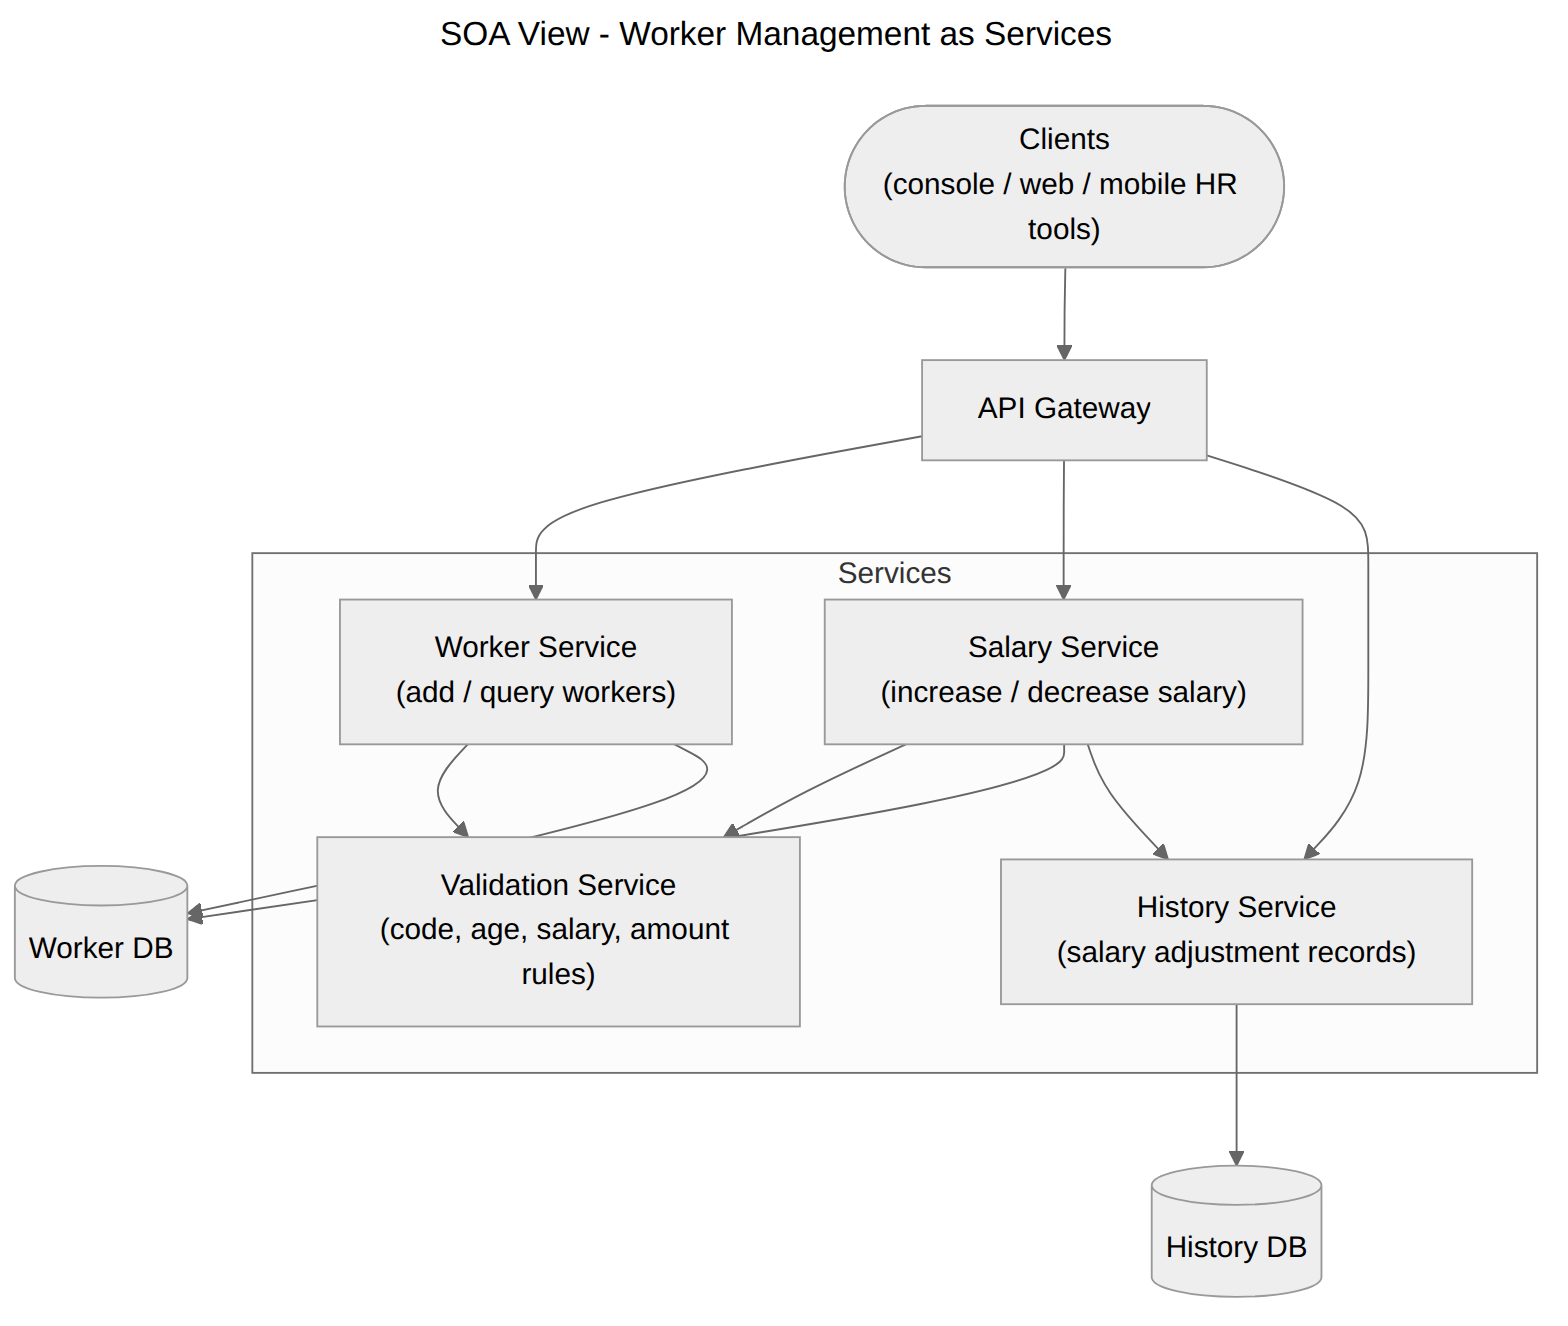 SOA View - Worker Management as Services
Clients
(console / web / mobile HR
tools)
API Gateway
Services
Worker Service
(add / query workers)
Salary Service
(increase / decrease salary)
Validation Service
(code, age, salary, amount
rules)
History Service
(salary adjustment records)
Worker DB
History DB